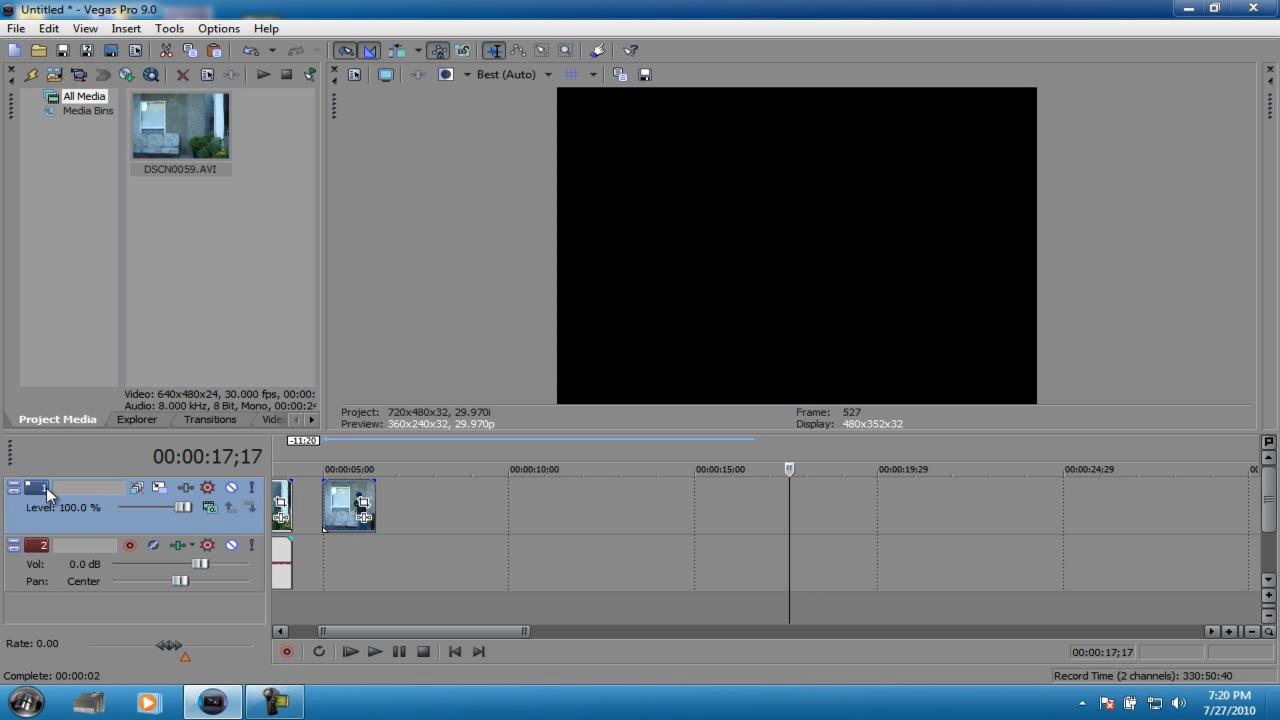 Untitled * - Vegas Pro 9.0
File Edit View Insert Tools Options Help
Best (Auto)
All Media
Media Bins
DSCN0059.AVI
Video: 640x480x24, 30.000 fps, 00:00:
Audio: 8.000 kHz, 8 Bit, Mono, 00:00:2
Project Media Explorer Transitions Vide
Project: 720x480x32, 29.970i
Preview: 360x240x32, 29.970p
Frame: 527
Display: 480x352x32
-11:20
00:00:17;17
00:00:05:00 00:00:10;00 00:00:15;00 00:00:19;29 00:00:24;29 00
1
Level: 100.0 %
2
Vol: 0.0 dB
Pan: Center
Rate: 0.00
00:00:17;17
Complete: 00:00:02
Record Time (2 channels): 330:50:40
7:20 PM
7/27/2010